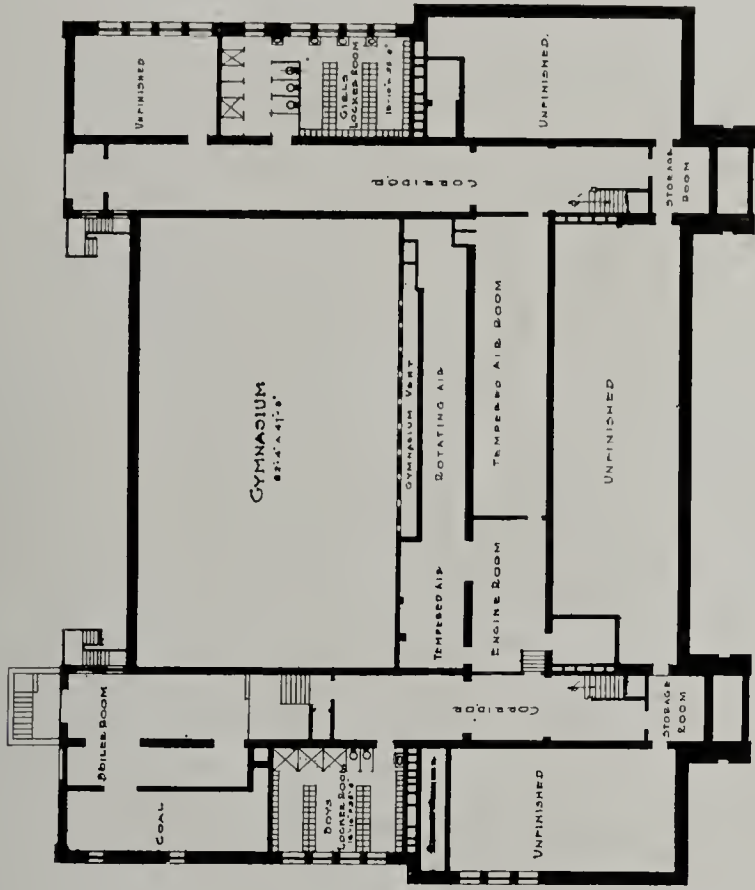 UNFINISHED
GIRLS
LOCKER ROOM
UNFINISHED.
CORRIDOR
STORAGE
ROOM
GYMNASIUM
GYMNASIUM VENT
ROTATING AIR
TEMPERED AIR ROOM
UNFINISHED
TEMPERED AIR
ENGINE ROOM
BOILER ROOM
CORRIDOR
STORAGE
ROOM
COAL
BOYS
LOCKER ROOM
UNFINISHED